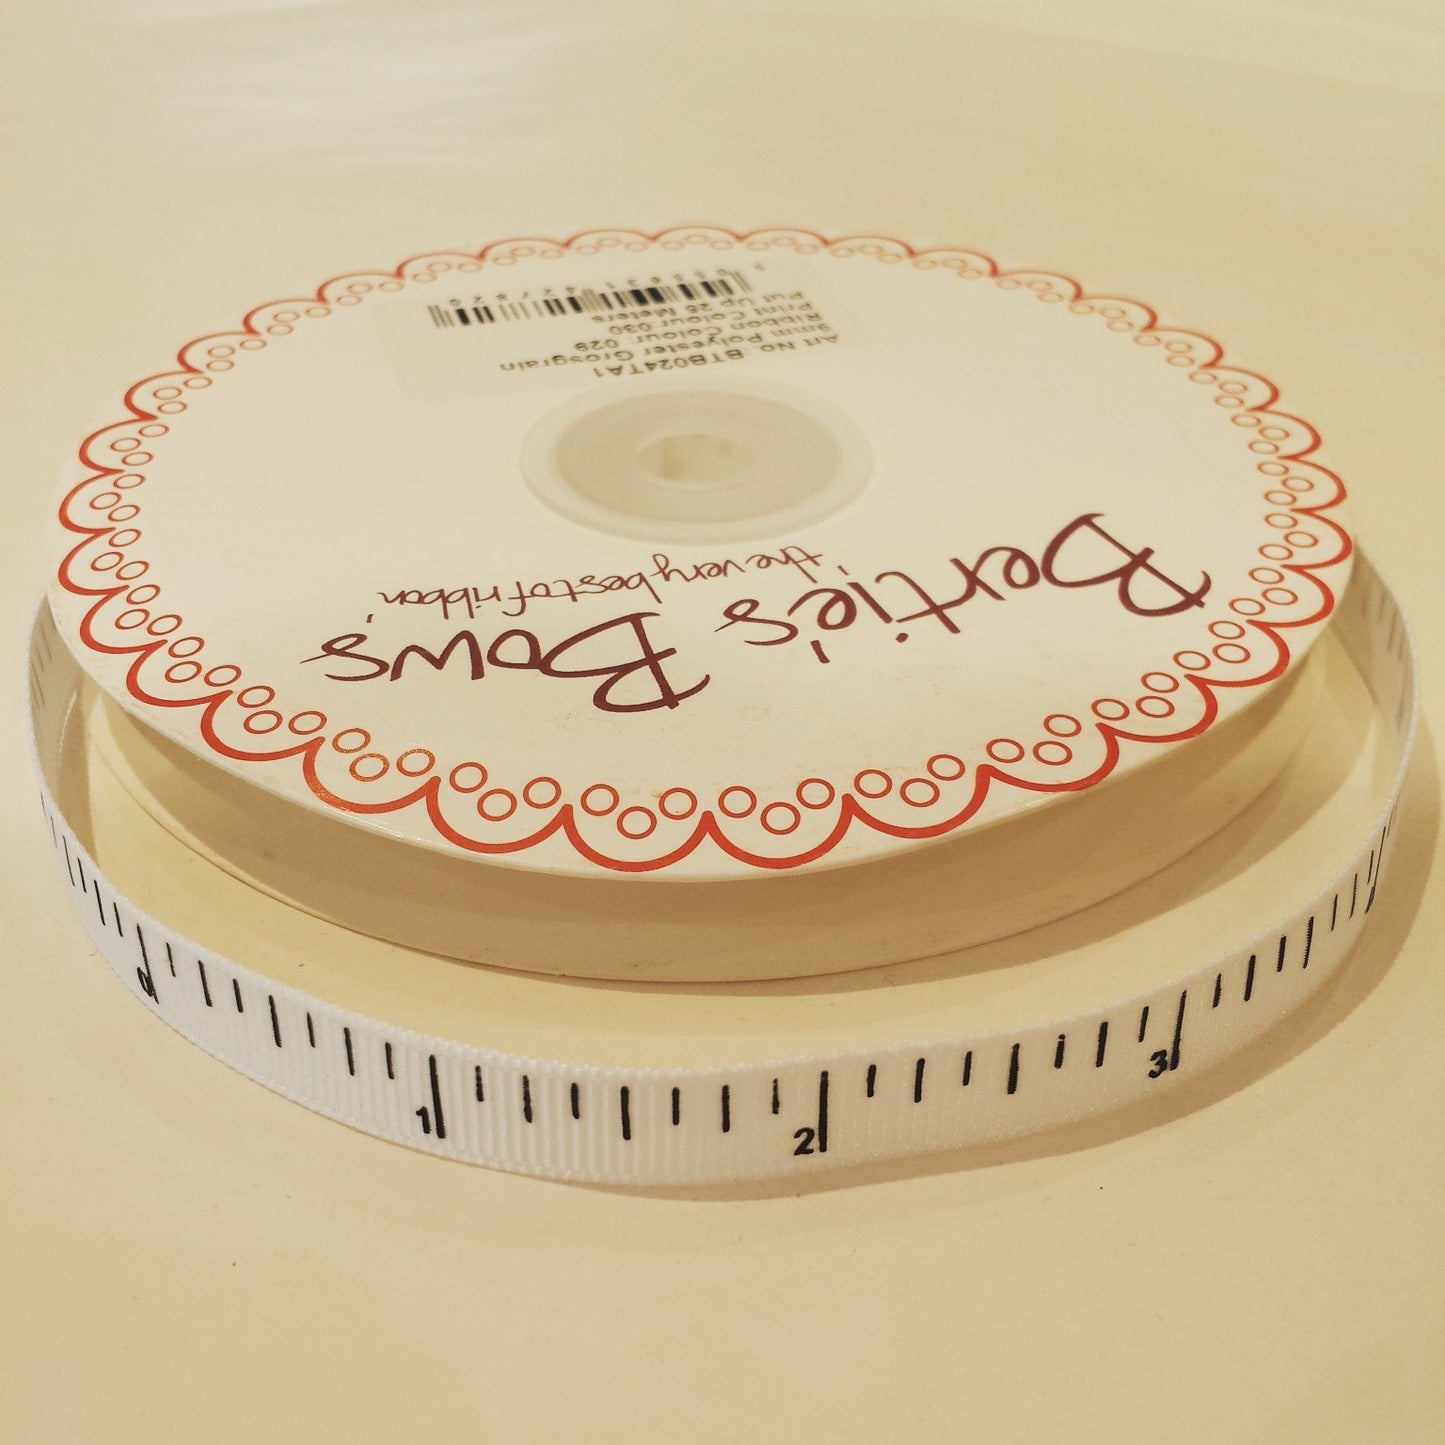 Bertie's Bows
'the very best of ribbon'
Art No. BTB024TA1
9mm Polyester Grosgrain
Ribbon Colour: 029
Print Colour:030
Put Up 25 Meters
1
2
3